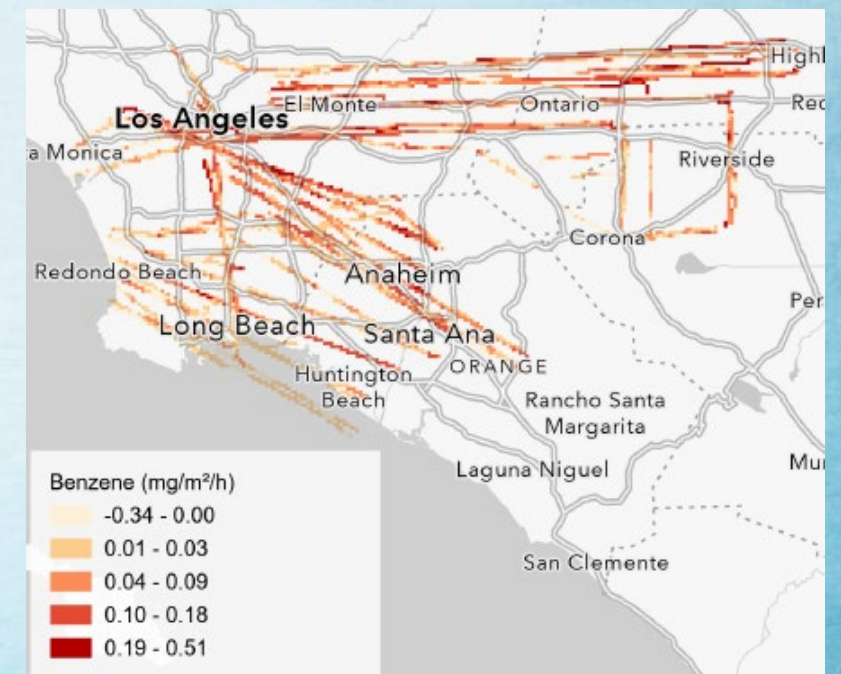 Highl
El Monte
Ontario
Rec
Los Angeles
a Monica
Riverside
Corona
Redondo Beach
Anaheim
Per
Long Beach
Santa Ana
Huntington
Beach
ORANGE
Rancho Santa
Margarita
Laguna Niguel
Mur
San Clemente
Benzene (mg/m²/h)
-0.34 - 0.00
0.01 - 0.03
0.04 - 0.09
0.10 - 0.18
0.19 - 0.51